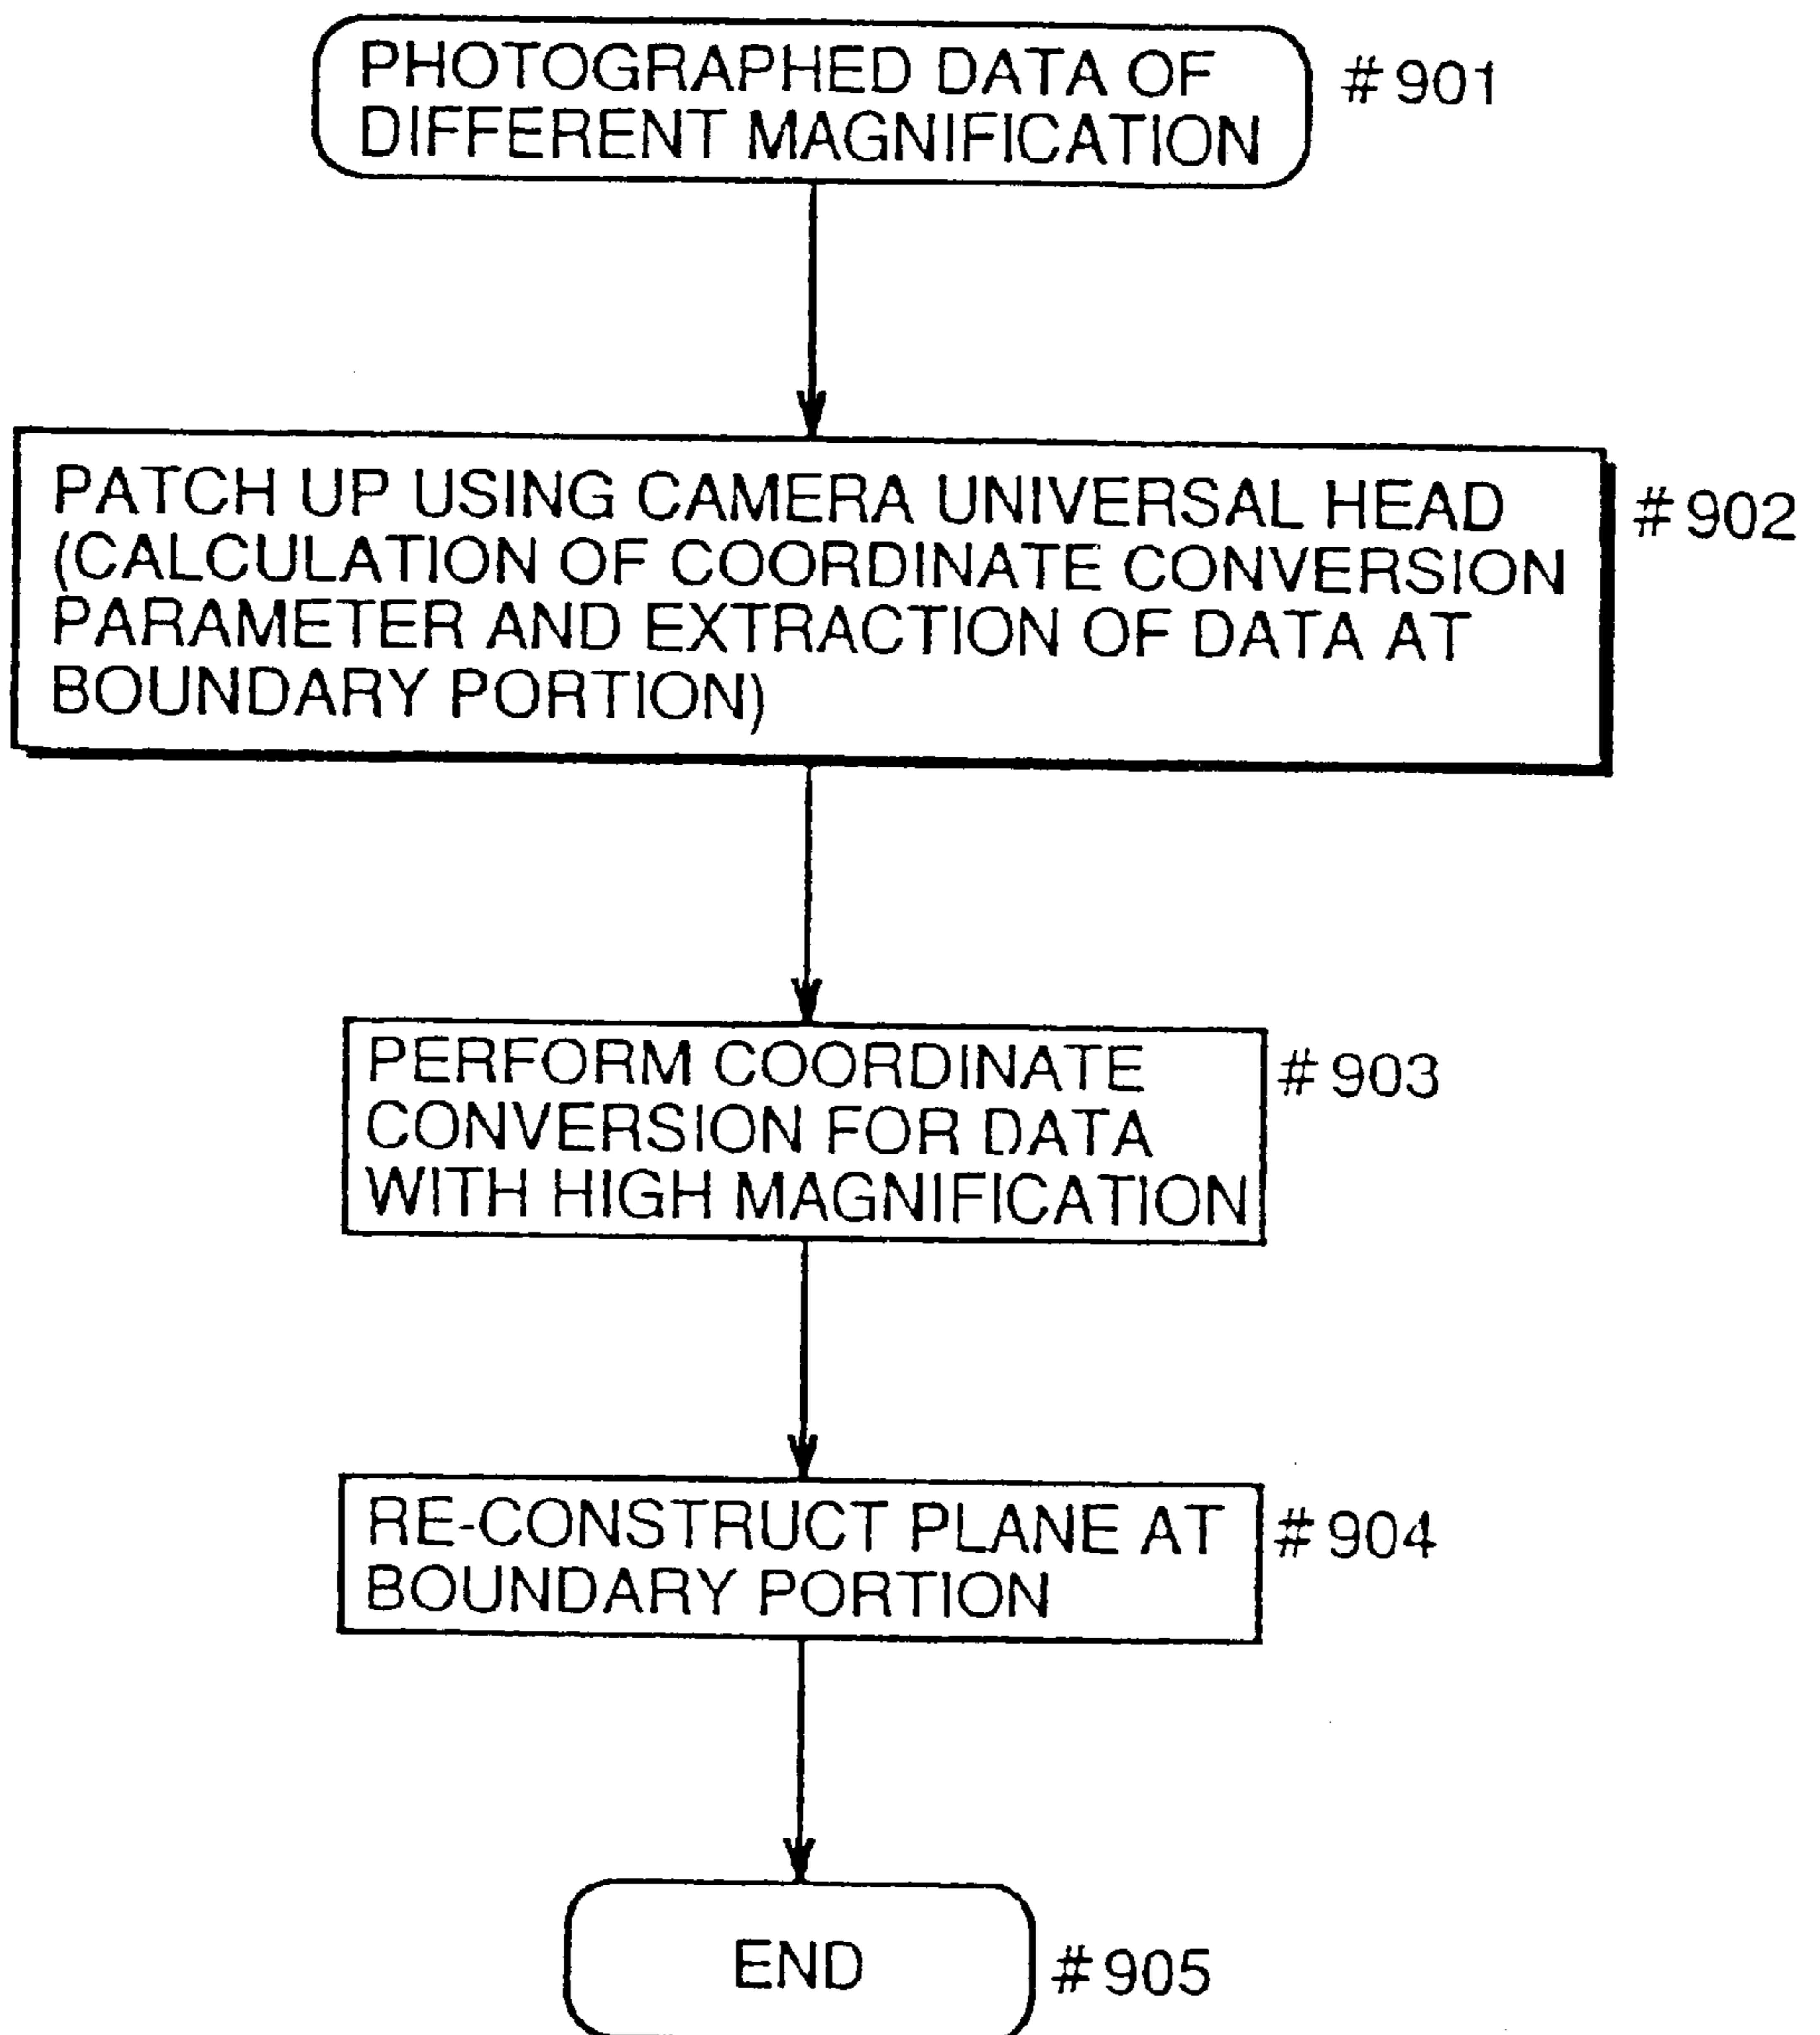 PHOTOGRAPHED DATA OF
DIFFERENT MAGNIFICATION
#901
PATCH UP USING CAMERA UNIVERSAL HEAD
(CALCULATION OF COORDINATE CONVERSION
PARAMETER AND EXTRACTION OF DATA AT
BOUNDARY PORTION)
#902
PERFORM COORDINATE
CONVERSION FOR DATA
WITH HIGH MAGNIFICATION
#903
RE-CONSTRUCT PLANE AT
BOUNDARY PORTION
#904
END
#905